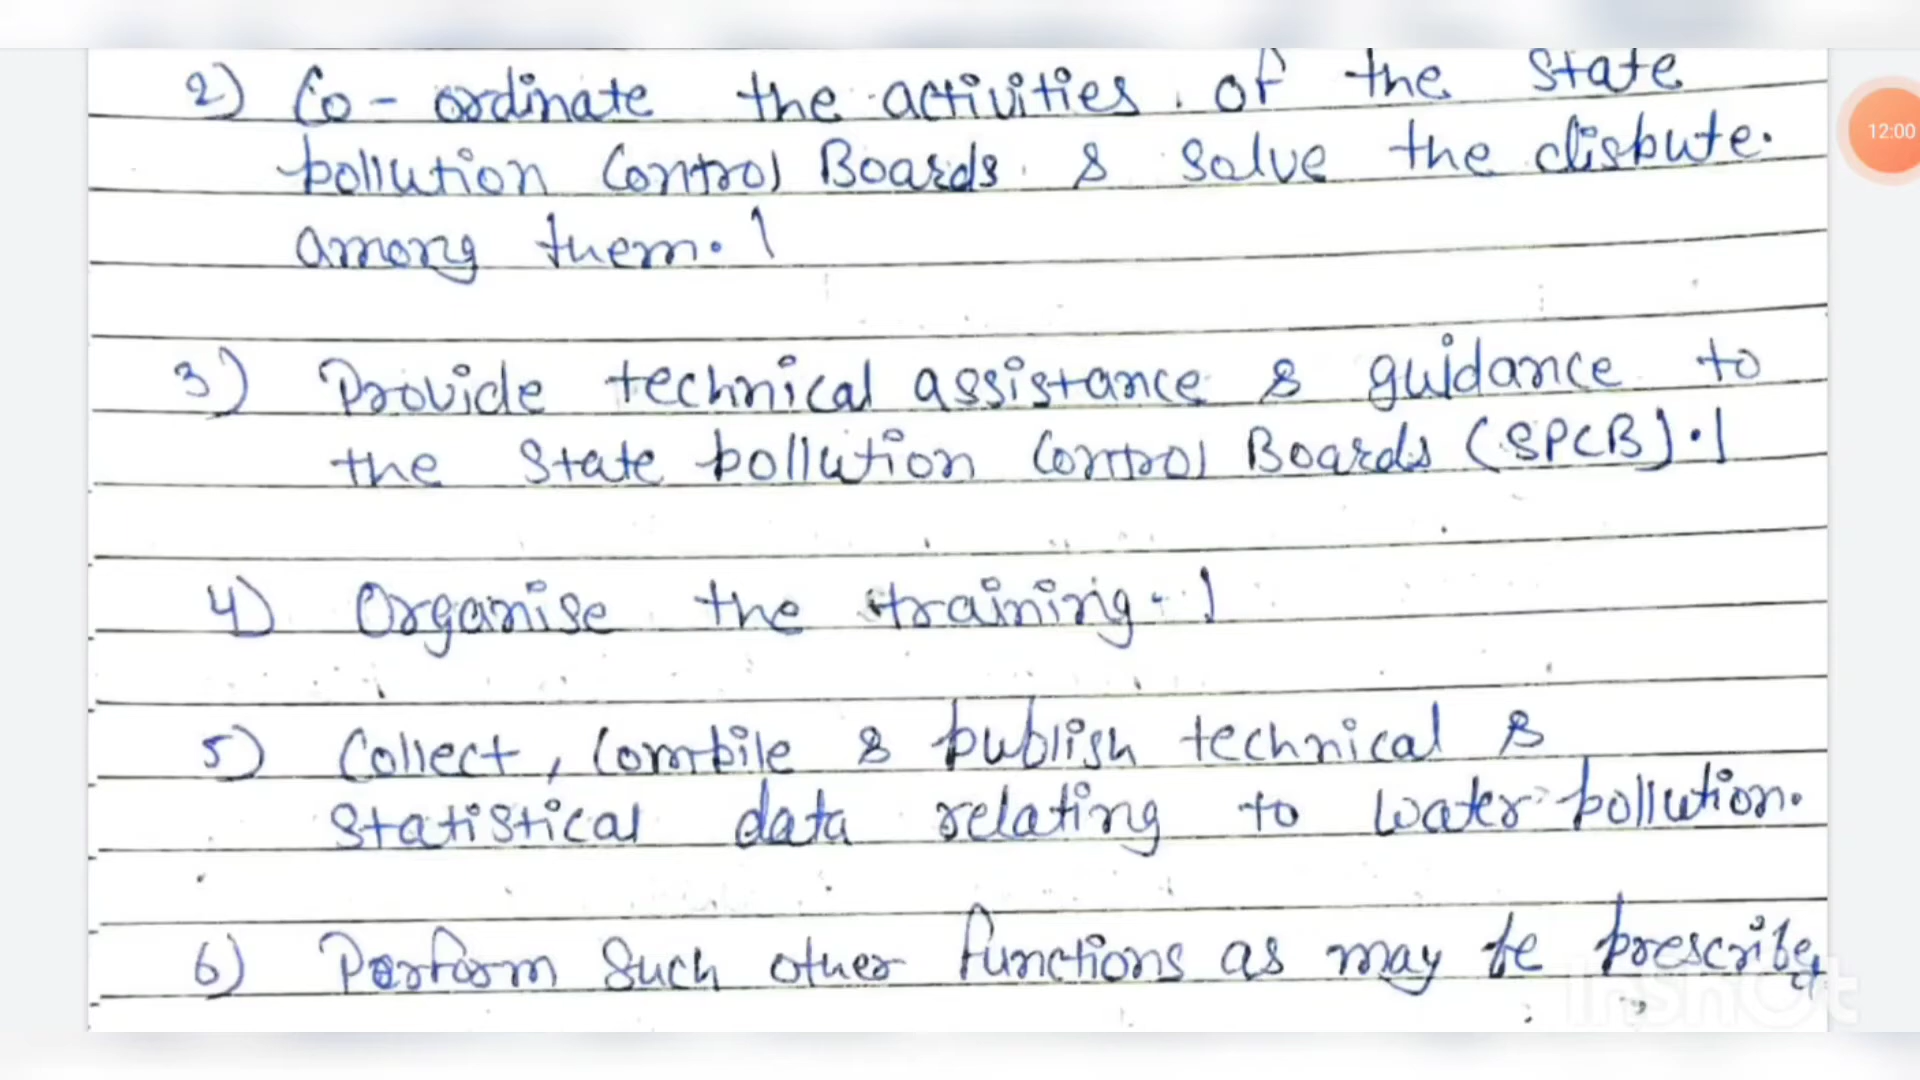 2) Co-ordinate the activities of the State
pollution Control Boards & solve the dispute.
among them. |
3) Provide technical assistance & guidance to
the State pollution Control Boards (SPCB). |
4) Organise the training. |
5) Collect, Compile & publish technical &
Statistical data relating to water pollution.
6) Perform Such other functions as may be prescribed
12:00
InShOt